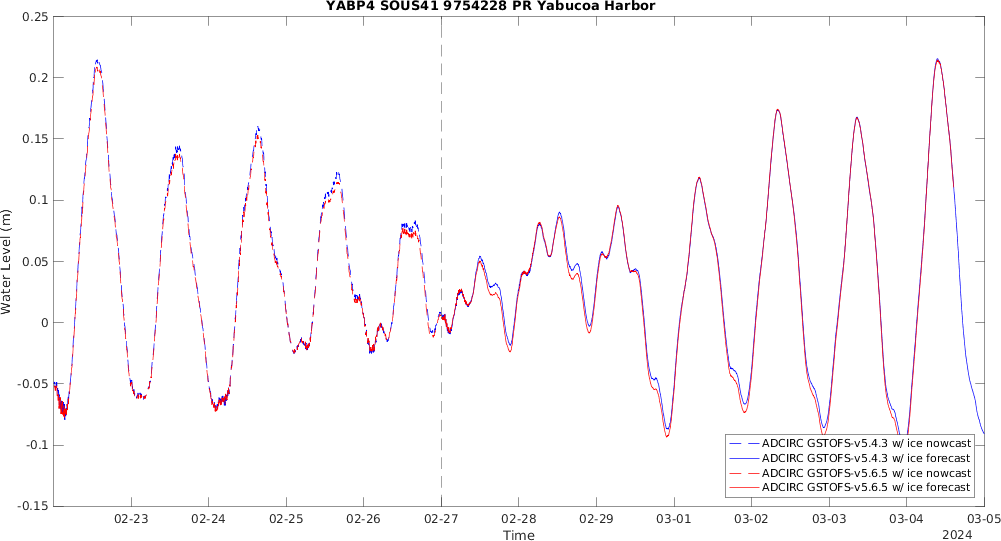 YABP4 SOUS41 9754228 PR Yabucoa Harbor
0.25
0.2
0.15
0.1
0.05
0
-0.05
-0.1
-0.15
Water Level (m)
02-23 02-24 02-25 02-26 02-27 02-28 02-29 03-01 03-02 03-03 03-04 03-05
Time
2024
ADCIRC GSTOFS-v5.4.3 w/ ice nowcast
ADCIRC GSTOFS-v5.4.3 w/ ice forecast
ADCIRC GSTOFS-v5.6.5 w/ ice nowcast
ADCIRC GSTOFS-v5.6.5 w/ ice forecast